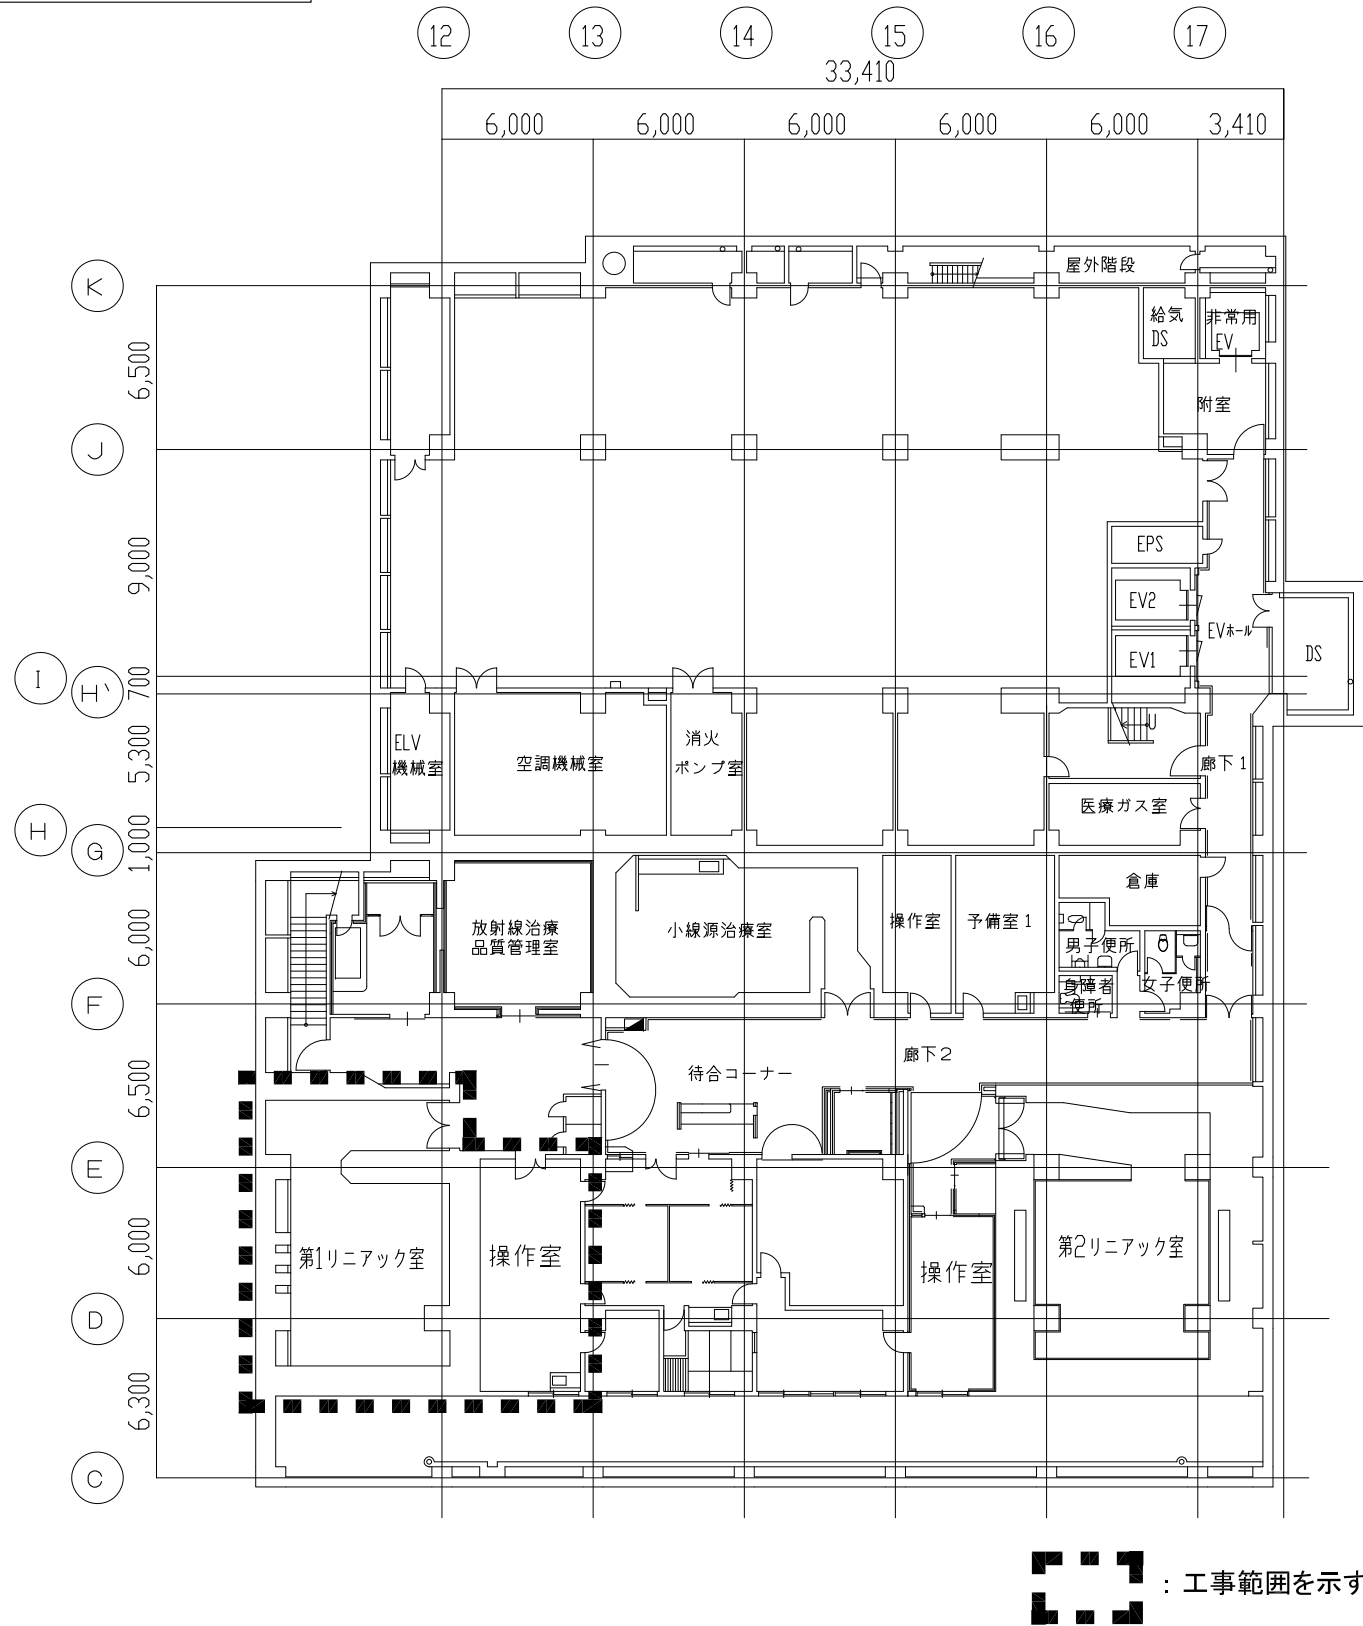 12 13 14 15 16 17
33,410
6,000 6,000 6,000 6,000 6,000 3,410
屋外階段
K
給気
DS
非常用
EV
6,500
附室
J
EPS
9,000
EV2
EVホール
EV1
DS
I
700
H'
U
5,300
ELV
機械室
空調機械室
消火
ポンプ室
廊下1
医療ガス室
H
1,000
G
倉庫
6,000
放射線治療
品質管理室
小線源治療室
操作室
予備室1
男子便所
身障者
便所
女子便所
F
廊下2
待合コーナー
6,500
E
6,000
第1リニアック室
操作室
操作室
第2リニアック室
D
6,300
C
:工事範囲を示す